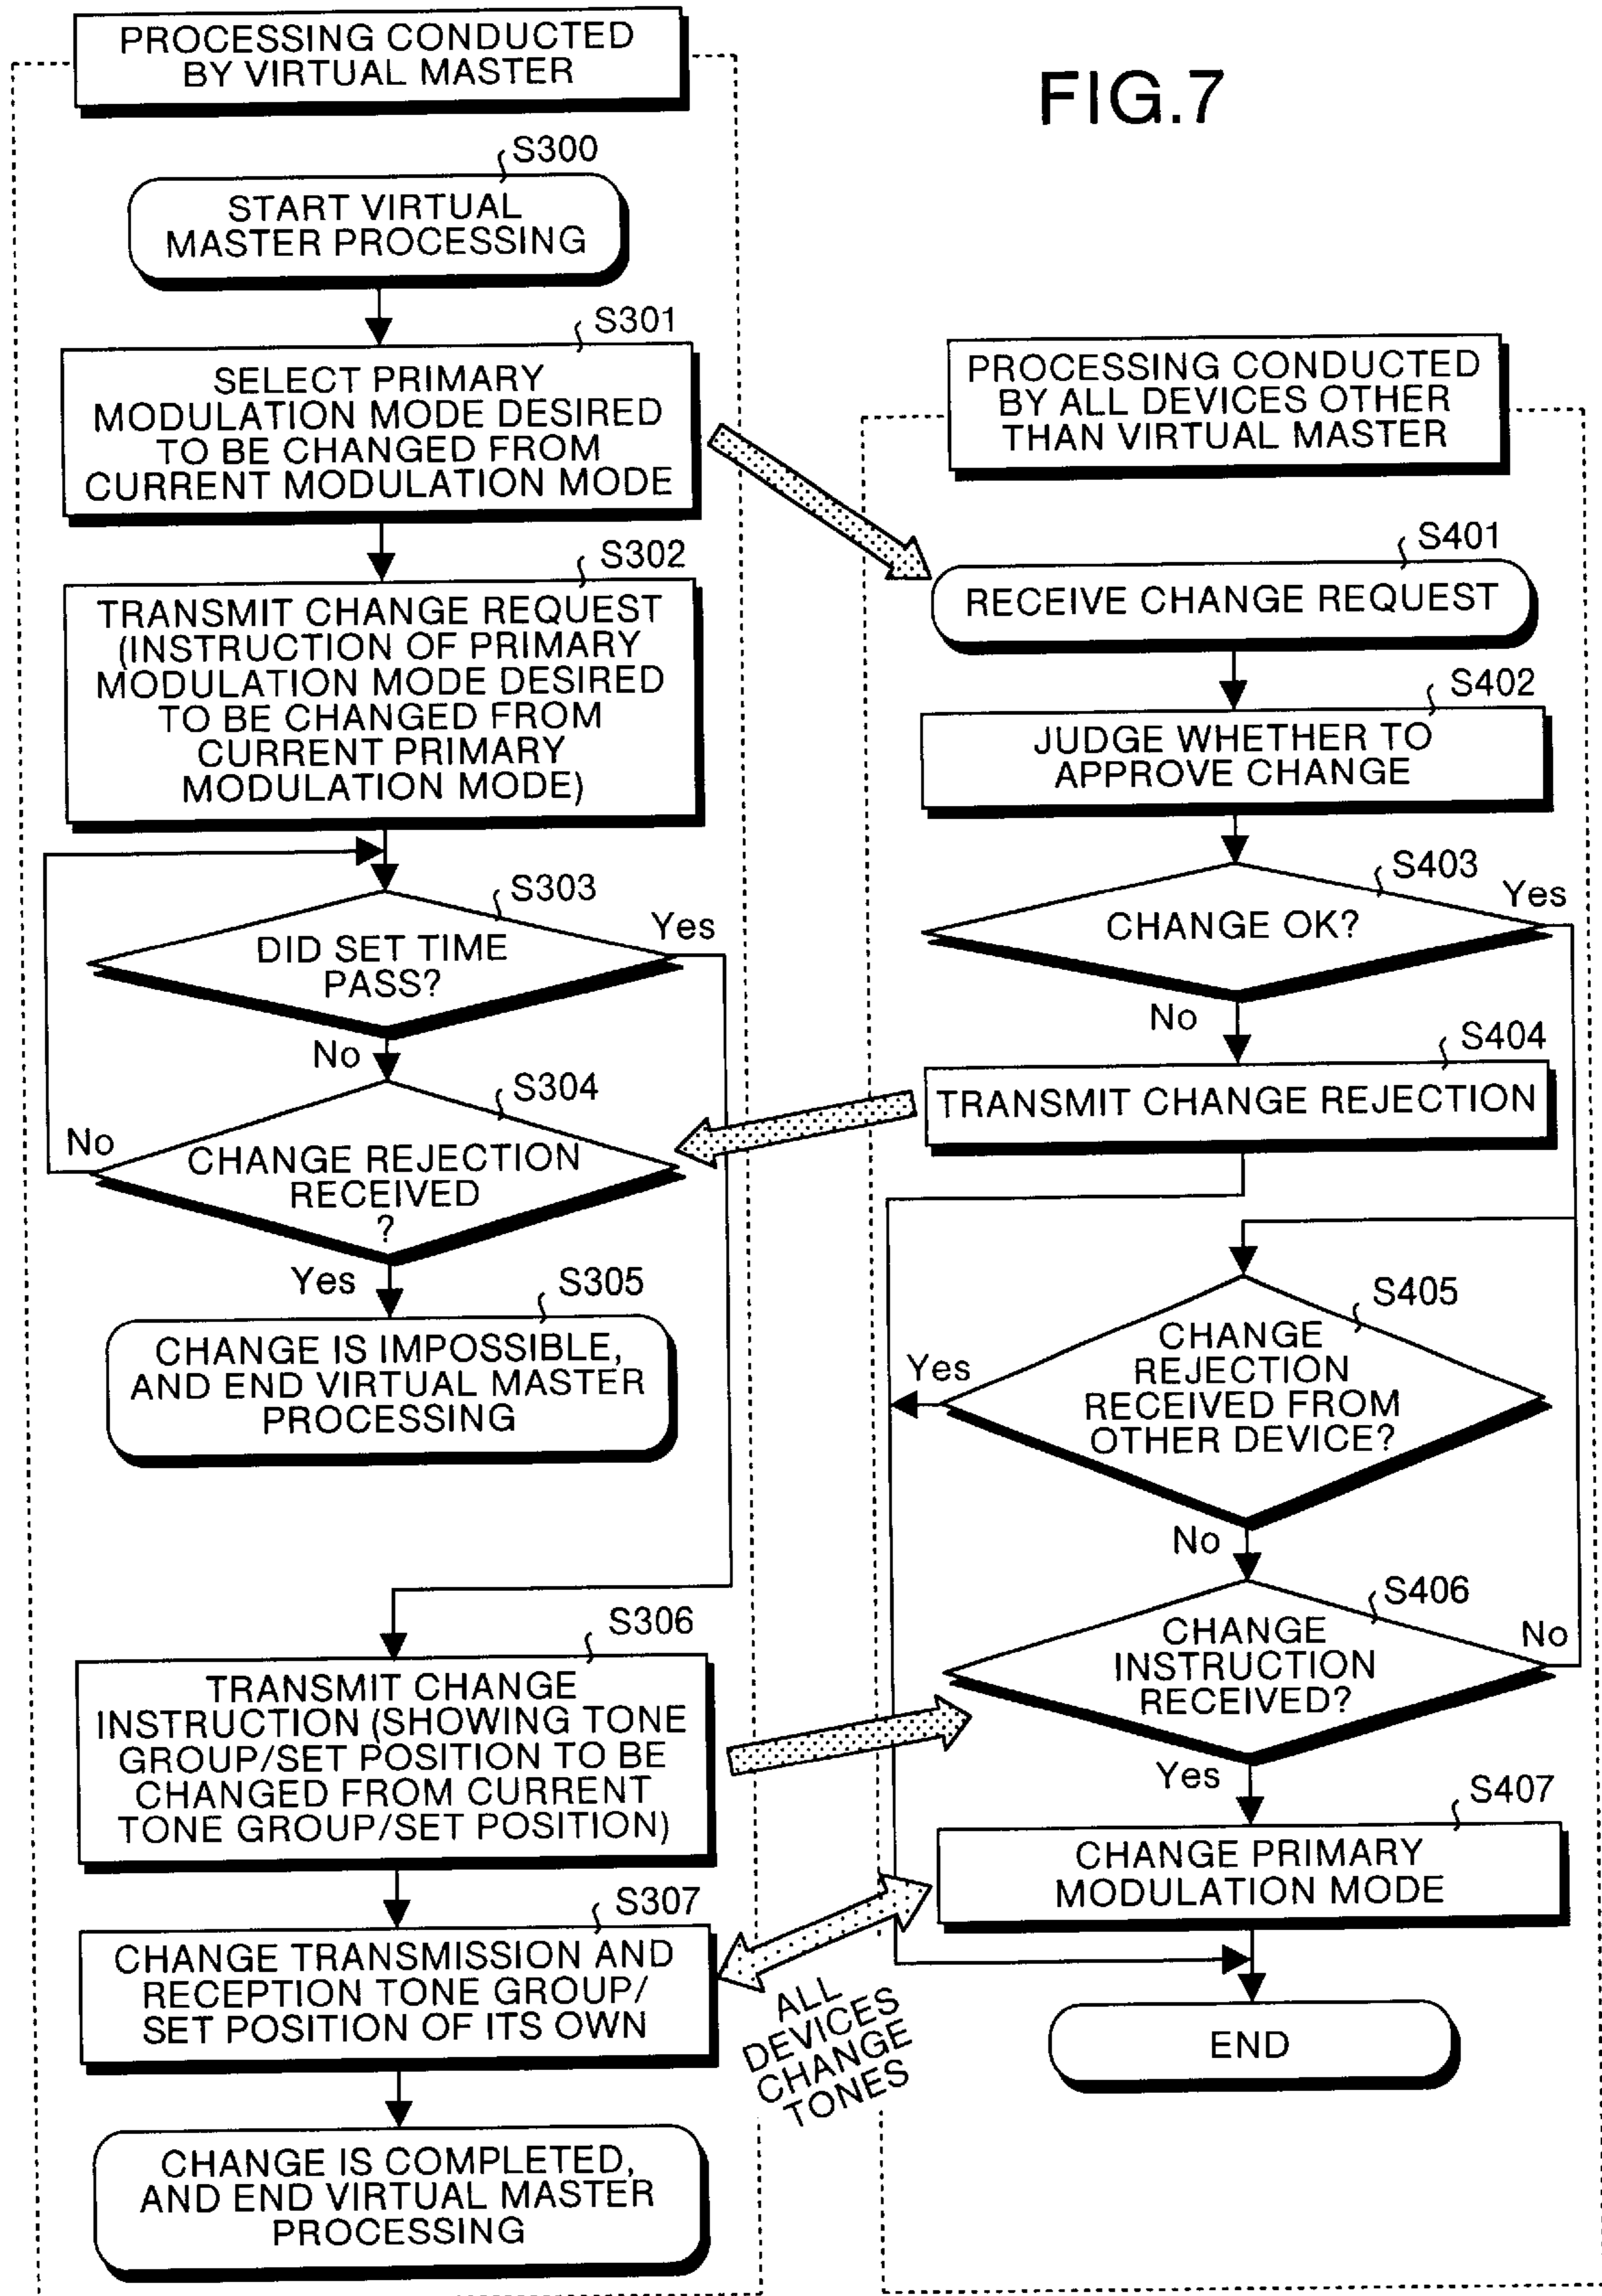 FIG.7
PROCESSING CONDUCTED
BY VIRTUAL MASTER
S300
START VIRTUAL
MASTER PROCESSING
S301
SELECT PRIMARY
MODULATION MODE DESIRED
TO BE CHANGED FROM
CURRENT MODULATION MODE
S302
TRANSMIT CHANGE REQUEST
(INSTRUCTION OF PRIMARY
MODULATION MODE DESIRED
TO BE CHANGED FROM
CURRENT PRIMARY
MODULATION MODE)
S303
DID SET TIME
PASS?
Yes
No
S304
CHANGE REJECTION
RECEIVED
?
No
Yes
S305
CHANGE IS IMPOSSIBLE,
AND END VIRTUAL MASTER
PROCESSING
S306
TRANSMIT CHANGE
INSTRUCTION (SHOWING TONE
GROUP/SET POSITION TO BE
CHANGED FROM CURRENT
TONE GROUP/SET POSITION)
S307
CHANGE TRANSMISSION AND
RECEPTION TONE GROUP/
SET POSITION OF ITS OWN
CHANGE IS COMPLETED,
AND END VIRTUAL MASTER
PROCESSING
ALL
DEVICES
CHANGE
TONES
PROCESSING CONDUCTED
BY ALL DEVICES OTHER
THAN VIRTUAL MASTER
S401
RECEIVE CHANGE REQUEST
S402
JUDGE WHETHER TO
APPROVE CHANGE
S403
CHANGE OK?
Yes
No
S404
TRANSMIT CHANGE REJECTION
S405
CHANGE
REJECTION
RECEIVED FROM
OTHER DEVICE?
Yes
No
S406
CHANGE
INSTRUCTION
RECEIVED?
No
Yes
S407
CHANGE PRIMARY
MODULATION MODE
END